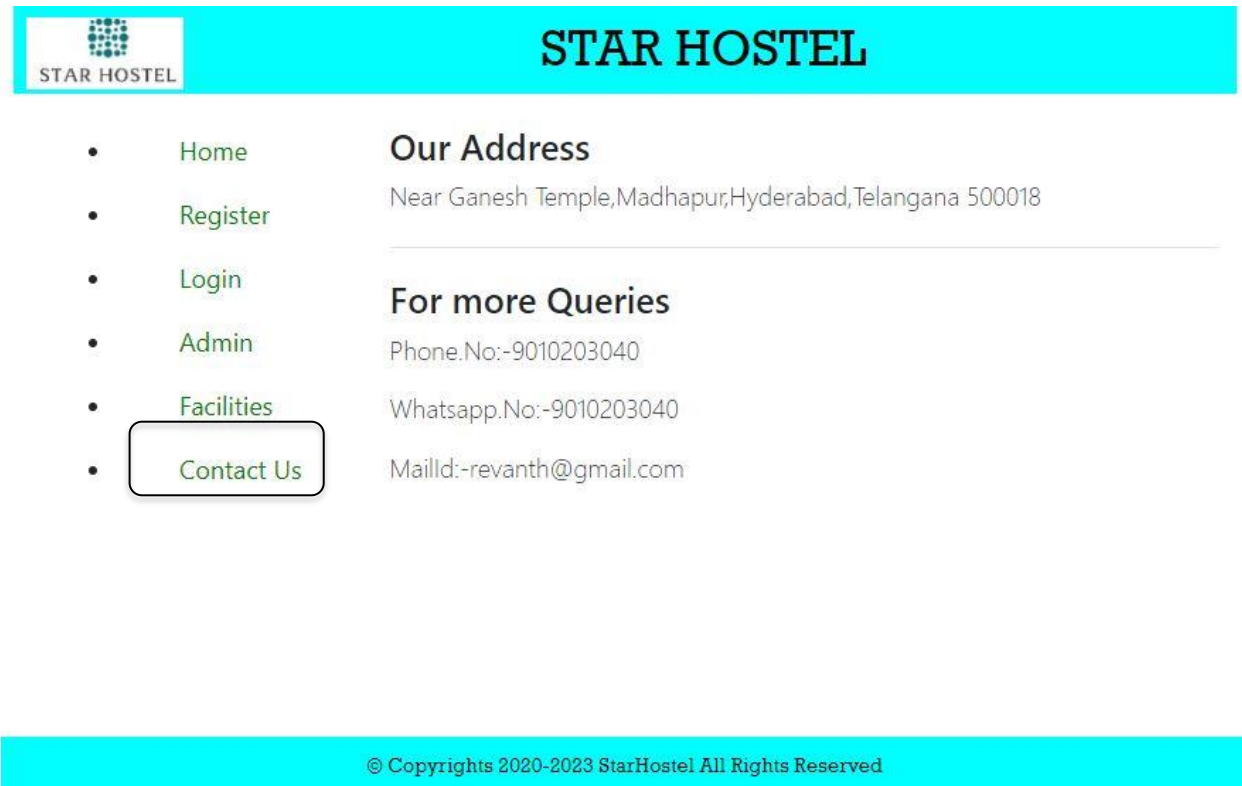 STAR HOSTEL
STAR HOSTEL
Home
Register
Login
Admin
Facilities
Contact Us
Our Address
Near Ganesh Temple,Madhapur,Hyderabad,Telangana 500018
For more Queries
Phone.No:-9010203040
Whatsapp.No:-9010203040
MailId:-revanth@gmail.com
© Copyrights 2020-2023 StarHostel All Rights Reserved